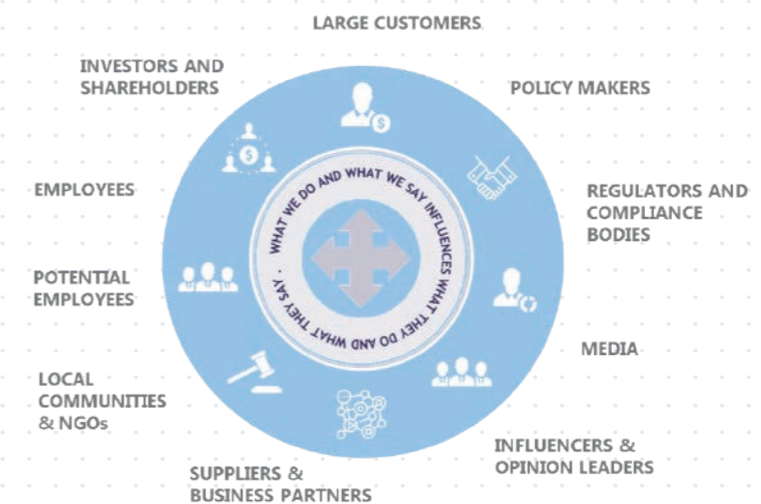 LARGE CUSTOMERS
INVESTORS AND
SHAREHOLDERS
POLICY MAKERS
EMPLOYEES
REGULATORS AND
COMPLIANCE
BODIES
POTENTIAL
EMPLOYEES
MEDIA
LOCAL
COMMUNITIES
& NGOs
INFLUENCERS &
OPINION LEADERS
SUPPLIERS &
BUSINESS PARTNERS
WHAT WE DO AND WHAT WE SAY INFLUENCES WHAT THEY DO AND WHAT THEY SAY ·
$
$